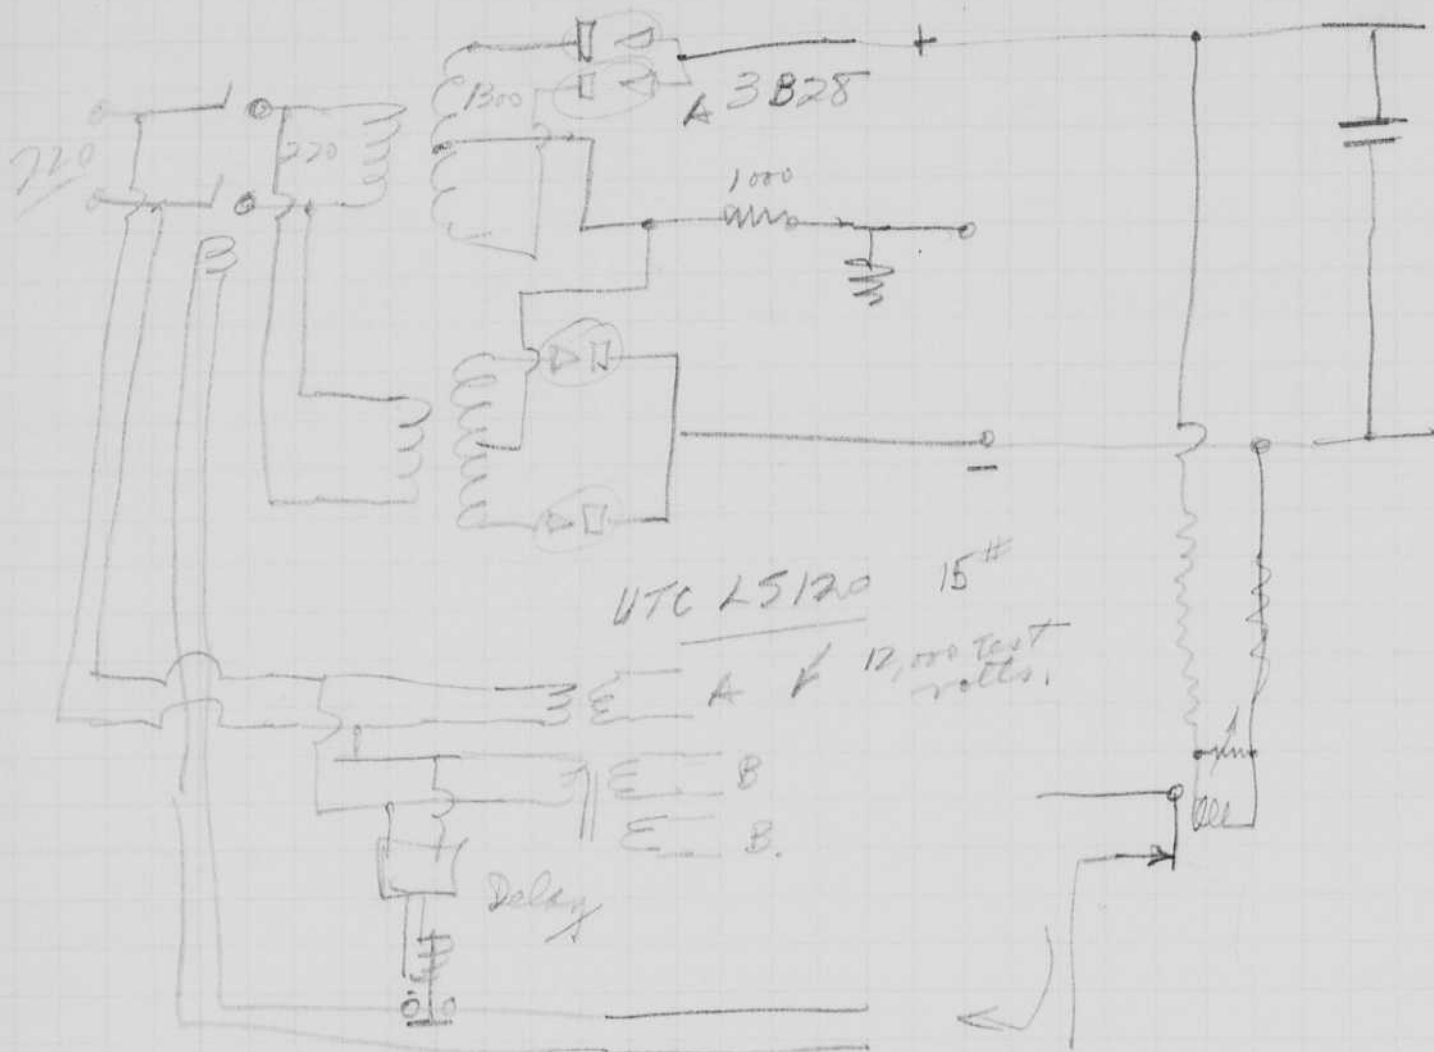 1300
A 3B28
+
220
220
1000
-
UTC LS120 15#
A 12,000 test
volts.
B
B.
Delay